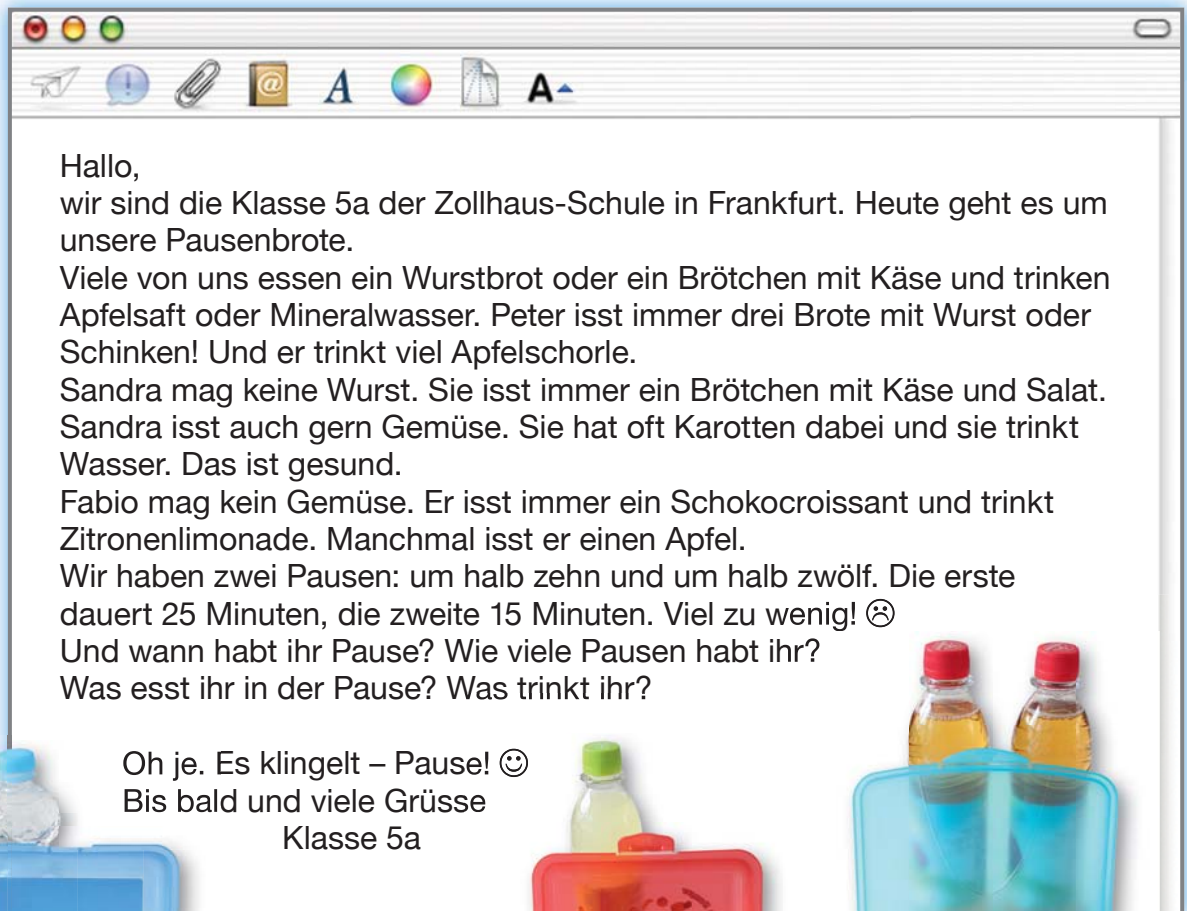 Hallo,
wir sind die Klasse 5a der Zollhaus-Schule in Frankfurt. Heute geht es um
unsere Pausenbrote.
Viele von uns essen ein Wurstbrot oder ein Brötchen mit Käse und trinken
Apfelsaft oder Mineralwasser. Peter isst immer drei Brote mit Wurst oder
Schinken! Und er trinkt viel Apfelschorle.
Sandra mag keine Wurst. Sie isst immer ein Brötchen mit Käse und Salat.
Sandra isst auch gern Gemüse. Sie hat oft Karotten dabei und sie trinkt
Wasser. Das ist gesund.
Fabio mag kein Gemüse. Er isst immer ein Schokocroissant und trinkt
Zitronenlimonade. Manchmal isst er einen Apfel.
Wir haben zwei Pausen: um halb zehn und um halb zwölf. Die erste
dauert 25 Minuten, die zweite 15 Minuten. Viel zu wenig! ☹
Und wann habt ihr Pause? Wie viele Pausen habt ihr?
Was esst ihr in der Pause? Was trinkt ihr?
Oh je. Es klingelt – Pause! ☺
Bis bald und viele Grüsse
Klasse 5a